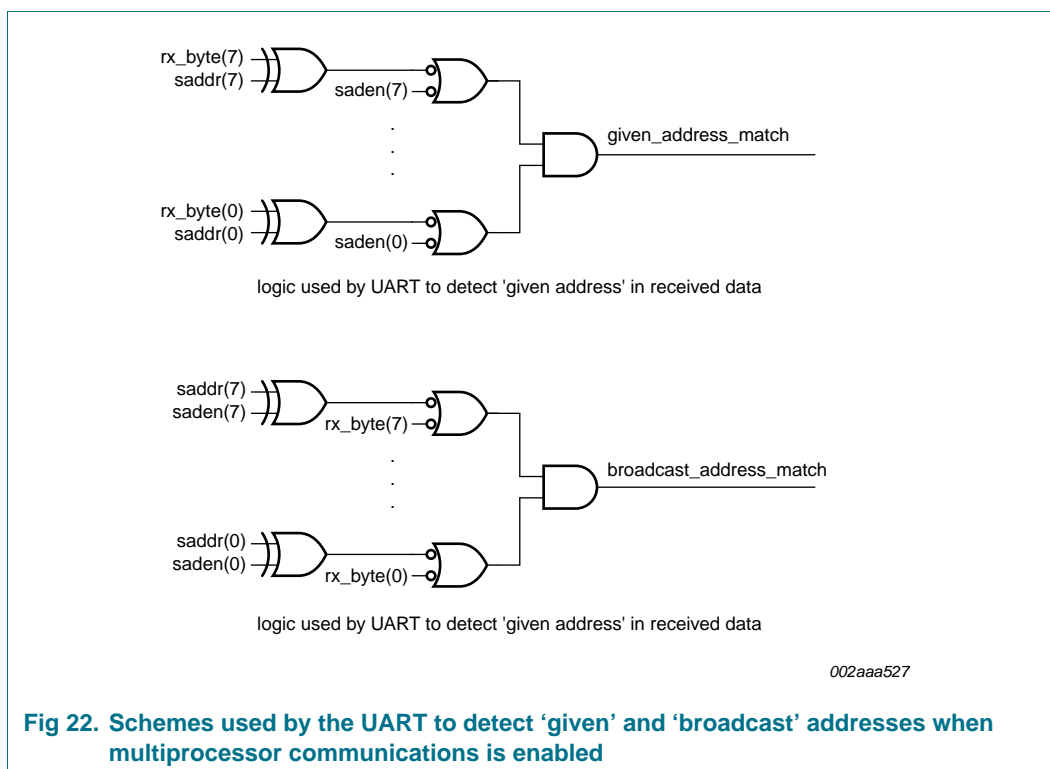 rx_byte(7)
saddr(7)
saden(7)
.
.
.
given_address_match
rx_byte(0)
saddr(0)
saden(0)
logic used by UART to detect 'given address' in received data
saddr(7)
saden(7)
rx_byte(7)
.
.
.
broadcast_address_match
saddr(0)
saden(0)
rx_byte(0)
logic used by UART to detect 'given address' in received data
002aaa527
Fig 22. Schemes used by the UART to detect ‘given’ and ‘broadcast’ addresses when
multiprocessor communications is enabled